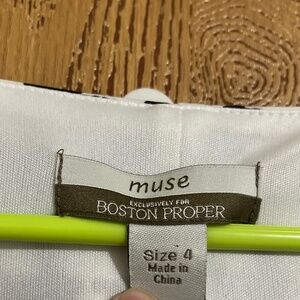 muse
EXCLUSIVELY FOR
BOSTON PROPER
Size 4
Made in
China